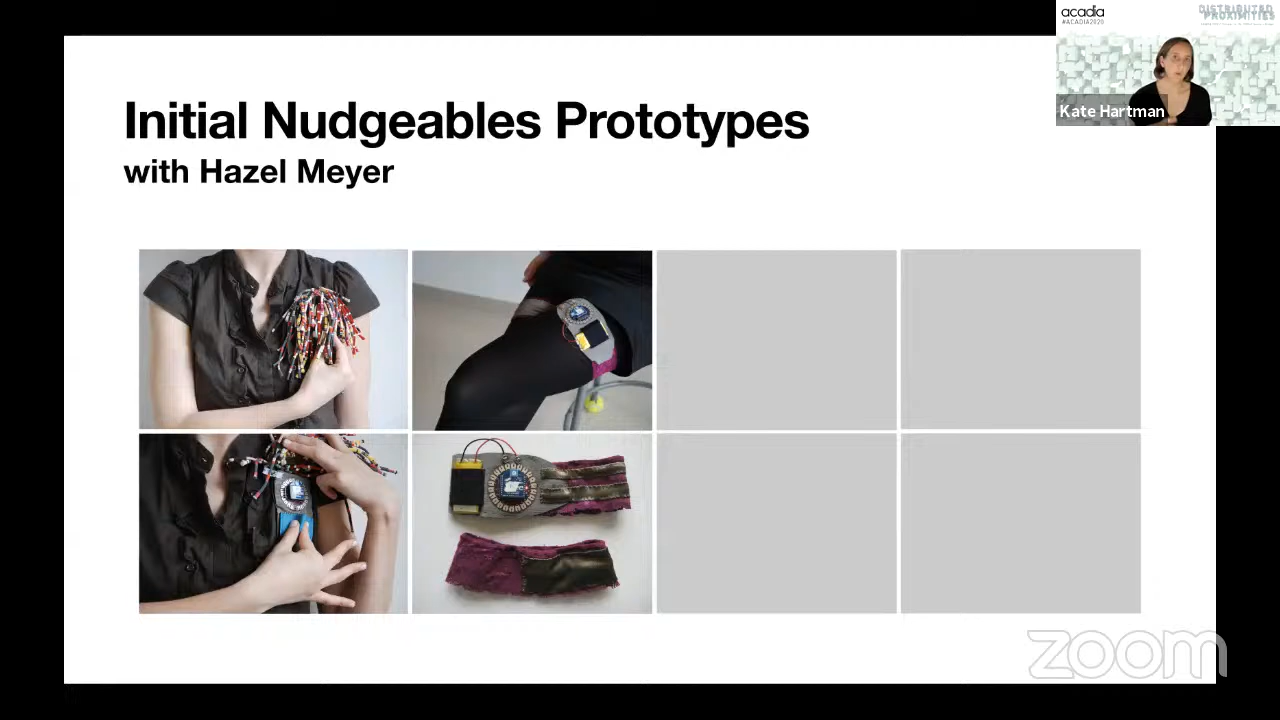 acadia
#ACADIA2020
DISTRIBUTED
PROXIMITIES
Kate Hartman
Initial Nudgeables Prototypes
with Hazel Meyer
zoom